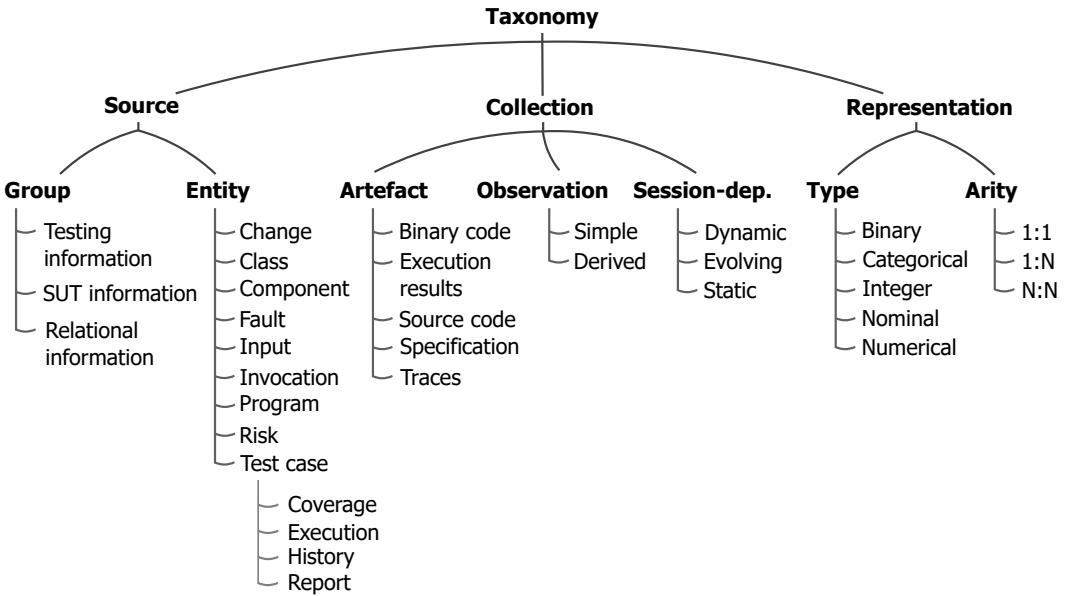 Taxonomy
Source
Collection
Representation
Group
Entity
Artefact
Observation
Session-dep.
Type
Arity
Testing
information
SUT information
Relational
information
Change
Class
Component
Fault
Input
Invocation
Program
Risk
Test case
Coverage
Execution
History
Report
Binary code
Execution
results
Source code
Specification
Traces
Simple
Derived
Dynamic
Evolving
Static
Binary
Categorical
Integer
Nominal
Numerical
1:1
1:N
N:N